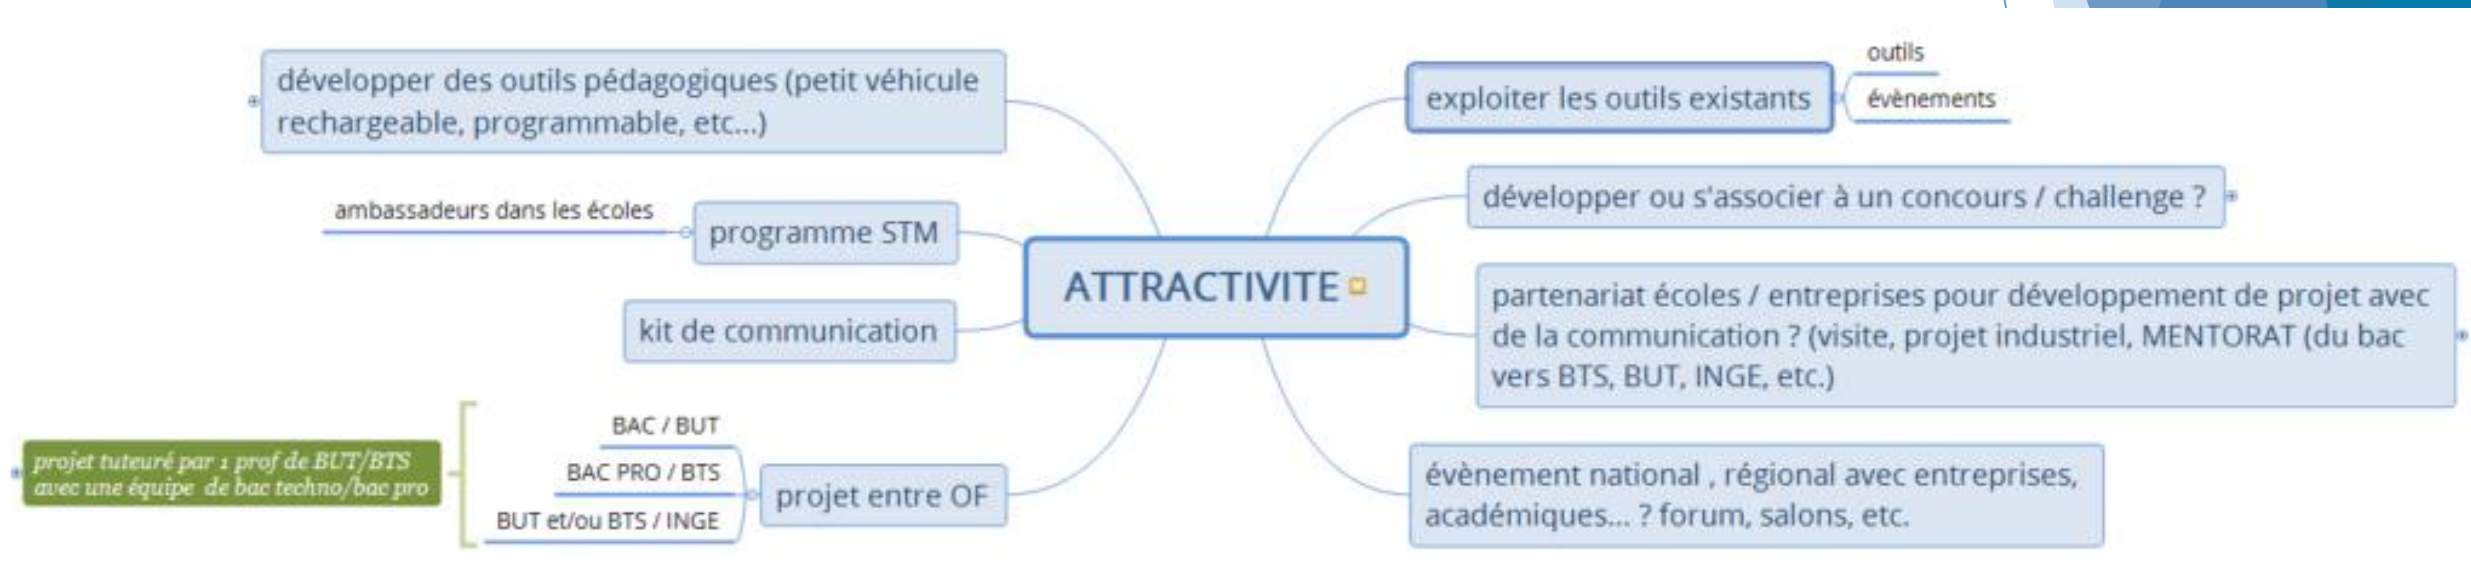 développer des outils pédagogiques (petit véhicule
rechargeable, programmable, etc...)
ambassadeurs dans les écoles
programme STM
kit de communication
BAC / BUT
BAC PRO / BTS
BUT et/ou BTS / INGE
projet tuteuré par 1 prof de BUT/BTS
avec une équipe de bac techno/bac pro
projet entre OF
ATTRACTIVITE
exploiter les outils existants
outils
évènements
développer ou s'associer à un concours / challenge ?
partenariat écoles / entreprises pour développement de projet avec
de la communication ? (visite, projet industriel, MENTORAT (du bac
vers BTS, BUT, INGE, etc.)
évènement national , régional avec entreprises,
académiques... ? forum, salons, etc.